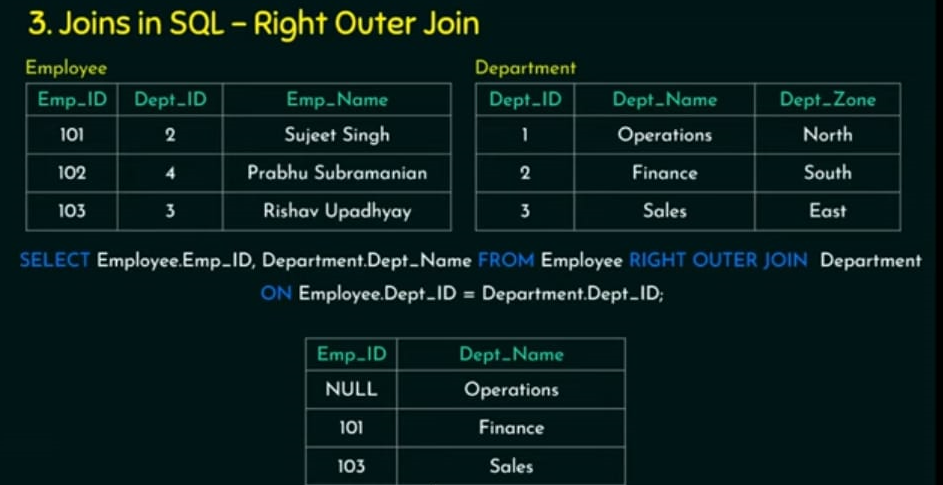 3. Joins in SQL – Right Outer Join
Employee
Emp_ID Dept_ID Emp_Name
101 2 Sujeet Singh
102 4 Prabhu Subramanian
103 3 Rishav Upadhyay
Department
Dept_ID Dept_Name Dept_Zone
1 Operations North
2 Finance South
3 Sales East
SELECT Employee.Emp_ID, Department.Dept_Name FROM Employee RIGHT OUTER JOIN Department
ON Employee.Dept_ID = Department.Dept_ID;
Emp_ID Dept_Name
NULL Operations
101 Finance
103 Sales